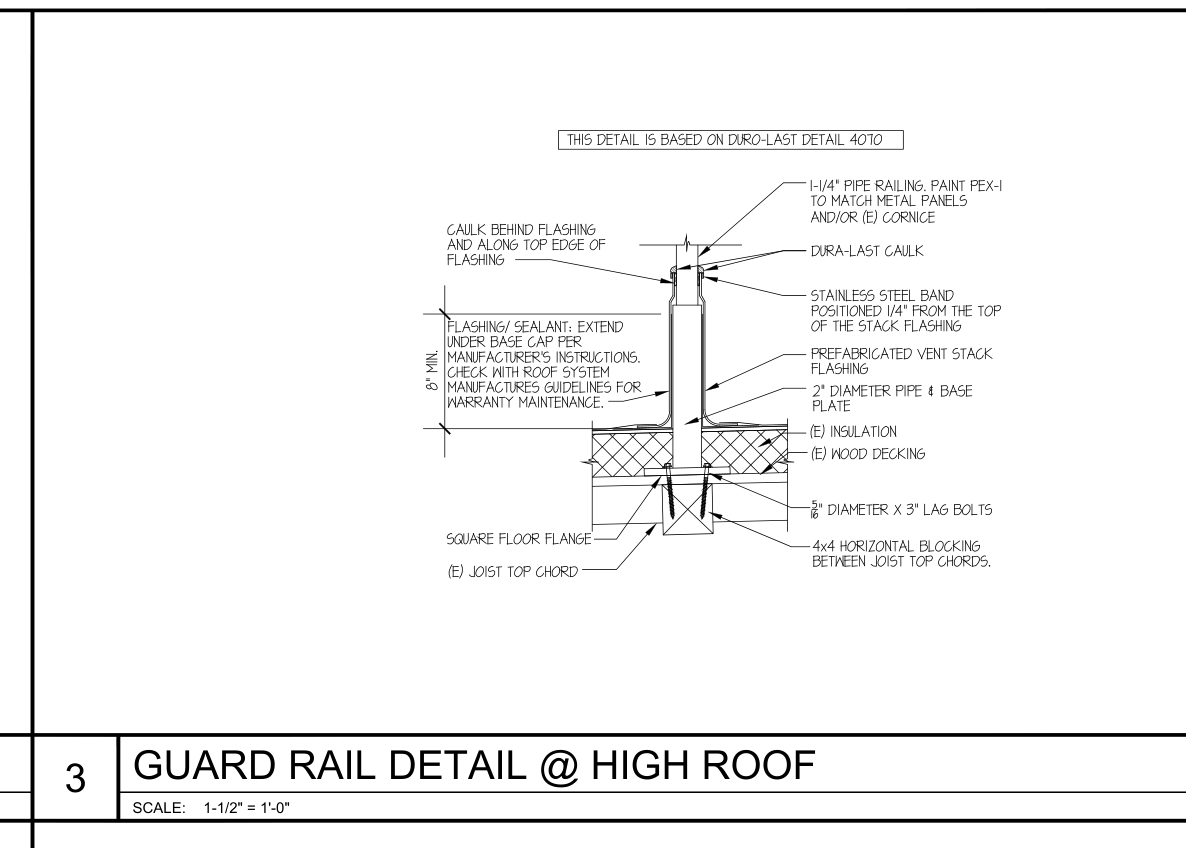 THIS DETAIL IS BASED ON DURO-LAST DETAIL 4070
1-1/4" PIPE RAILING. PAINT PEX-1
TO MATCH METAL PANELS
AND/OR (E) CORNICE
CAULK BEHIND FLASHING
AND ALONG TOP EDGE OF
FLASHING
DURA-LAST CAULK
STAINLESS STEEL BAND
POSITIONED 1/4" FROM THE TOP
OF THE STACK FLASHING
8" MIN.
FLASHING/ SEALANT: EXTEND
UNDER BASE CAP PER
MANUFACTURER'S INSTRUCTIONS.
CHECK WITH ROOF SYSTEM
MANUFACTURES GUIDELINES FOR
WARRANTY MAINTENANCE.
PREFABRICATED VENT STACK
FLASHING
2" DIAMETER PIPE & BASE
PLATE
(E) INSULATION
(E) WOOD DECKING
5/16" DIAMETER X 3" LAG BOLTS
SQUARE FLOOR FLANGE
4x4 HORIZONTAL BLOCKING
BETWEEN JOIST TOP CHORDS.
(E) JOIST TOP CHORD
3
GUARD RAIL DETAIL @ HIGH ROOF
SCALE: 1-1/2" = 1'-0"